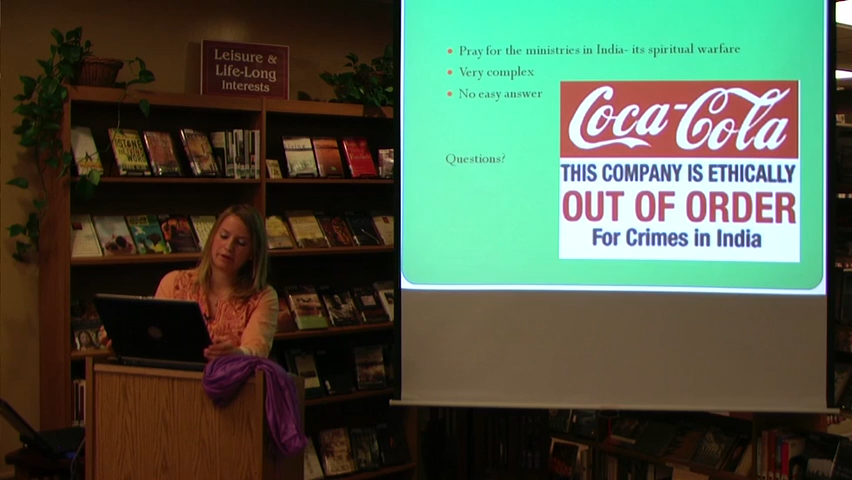 Leisure &
Life-Long
Interests
• Pray for the ministries in India- its spiritual warfare
• Very complex
• No easy answer
Questions?
Coca-Cola
THIS COMPANY IS ETHICALLY
OUT OF ORDER
For Crimes in India